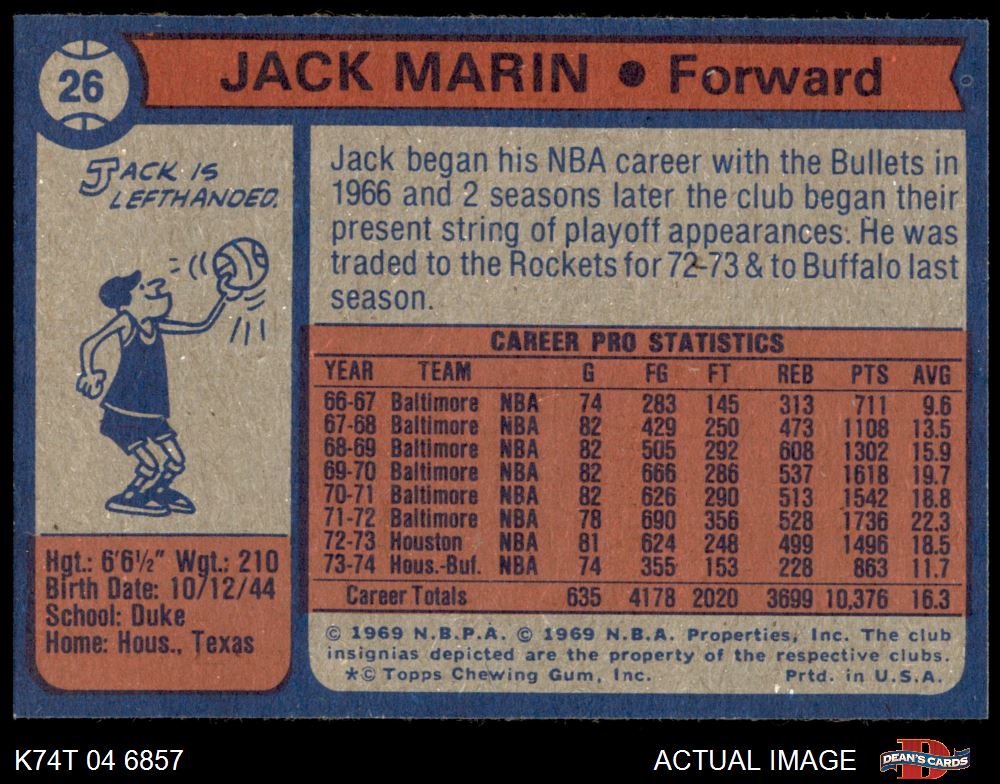 26
JACK MARIN ● Forward
JACK IS
LEFTHANDED.
Hgt.: 6'6½" Wgt.: 210
Birth Date: 10/12/44
School: Duke
Home: Hous., Texas
Jack began his NBA career with the Bullets in
1966 and 2 seasons later the club began their
present string of playoff appearances. He was
traded to the Rockets for 72-73 & to Buffalo last
season.
CAREER PRO STATISTICS
YEAR TEAM G FG FT REB PTS AVG
66-67 Baltimore NBA 74 283 145 313 711 9.6
67-68 Baltimore NBA 82 429 250 473 1108 13.5
68-69 Baltimore NBA 82 505 292 608 1302 15.9
69-70 Baltimore NBA 82 666 286 537 1618 19.7
70-71 Baltimore NBA 82 626 290 513 1542 18.8
71-72 Baltimore NBA 78 690 356 528 1736 22.3
72-73 Houston NBA 81 624 248 499 1496 18.5
73-74 Hous.-Buf. NBA 74 355 153 228 863 11.7
Career Totals 635 4178 2020 3699 10,376 16.3
© 1969 N.B.P.A. © 1969 N.B.A. Properties, Inc. The club
insignias depicted are the property of the respective clubs.
*© Topps Chewing Gum, Inc. Prtd. in U.S.A.
K74T 04 6857
ACTUAL IMAGE
D
DEAN'S CARDS